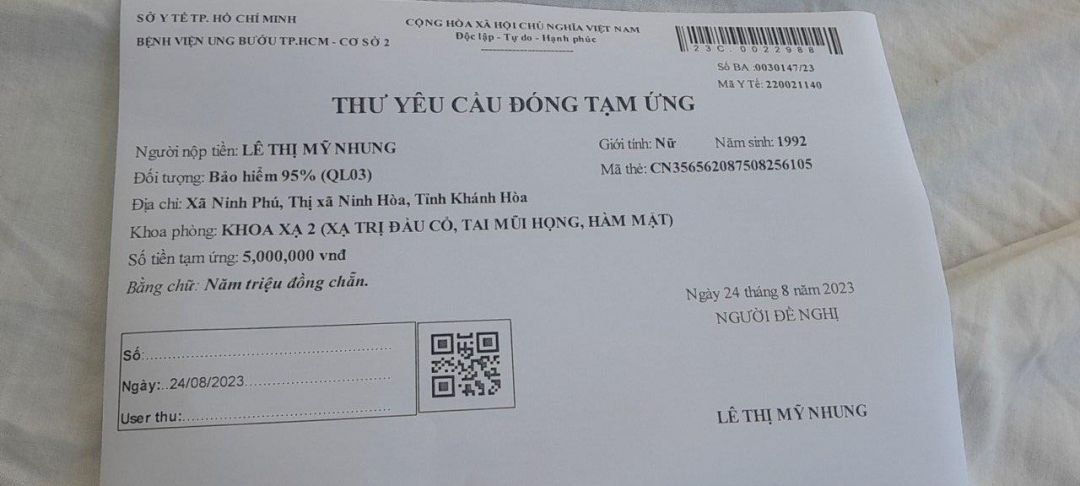 SỞ Y TẾ TP. HỒ CHÍ MINH
BỆNH VIỆN UNG BƯỚU TP.HCM - CƠ SỞ 2
CỘNG HÒA XÃ HỘI CHỦ NGHĨA VIỆT NAM
Độc lập - Tự do - Hạnh phúc
23C.0022988
Số BA :0030147/23
Mã Y Tế: 220021140
THƯ YÊU CẦU ĐÓNG TẠM ỨNG
Người nộp tiền: LÊ THỊ MỸ NHUNG Giới tính: Nữ Năm sinh: 1992
Đối tượng: Bảo hiểm 95% (QL03) Mã thẻ: CN356562087508256105
Địa chỉ: Xã Ninh Phú, Thị xã Ninh Hòa, Tỉnh Khánh Hòa
Khoa phòng: KHOA XẠ 2 (XẠ TRỊ ĐẦU CỔ, TAI MŨI HỌNG, HÀM MẶT)
Số tiền tạm ứng: 5,000,000 vnđ
Bằng chữ: Năm triệu đồng chẵn.
Ngày 24 tháng 8 năm 2023
NGƯỜI ĐỀ NGHỊ
Số:
Ngày:..24/08/2023
User thu:
LÊ THỊ MỸ NHUNG